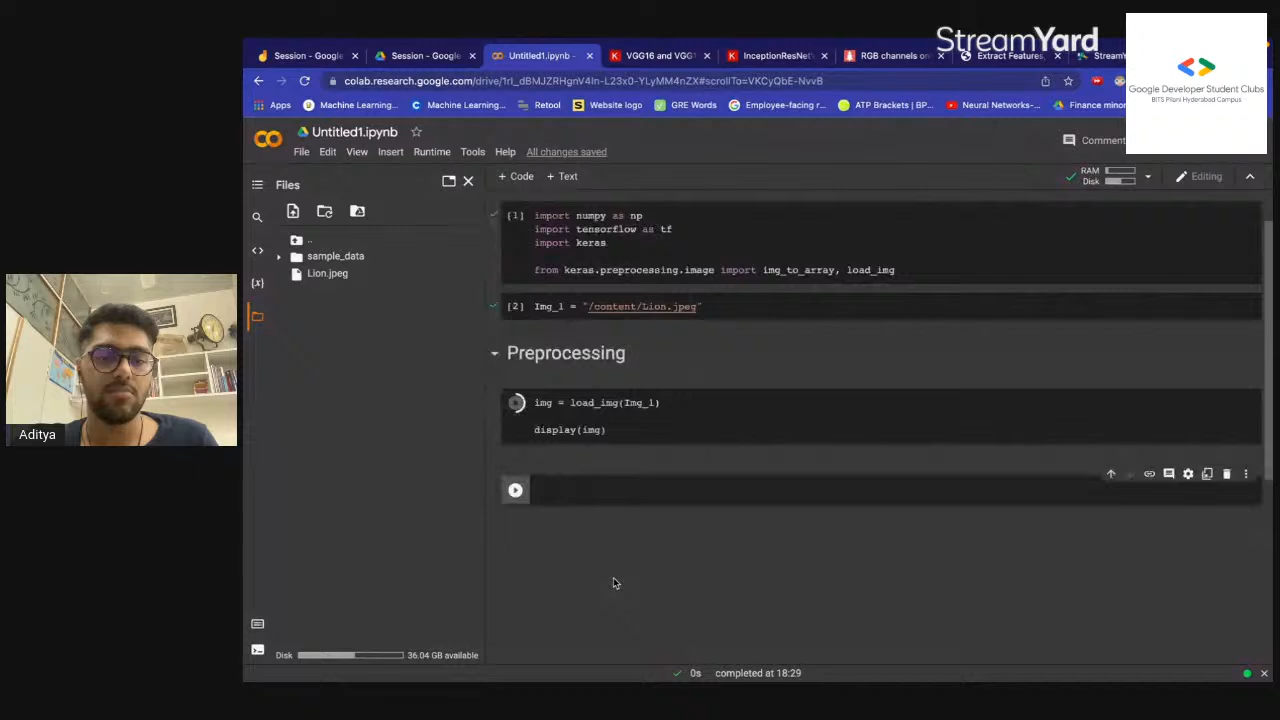 StreamYard
Google Developer Student Clubs
BITS Pilani Hyderabad Campus
Session - Google
Session - Google
Untitled1.ipynb -
VGG16 and VGG1
InceptionResNet
RGB channels on
Extract Features,
StreamY
colab.research.google.com/drive/1rI_dBMJZRHgnV4In-L23x0-YLyMM4nZX#scrollTo=VKCyQbE-NvvB
Apps
Machine Learning...
Machine Learning...
Retool
Website logo
GRE Words
Employee-facing r...
ATP Brackets | BP...
Neural Networks-...
Finance minor
Untitled1.ipynb
File Edit View Insert Runtime Tools Help All changes saved
Comment
Files
+ Code + Text
RAM
Disk
Editing
..
sample_data
Lion.jpeg
[1] import numpy as np
import tensorflow as tf
import keras
from keras.preprocessing.image import img_to_array, load_img
[2] Img_1 = "/content/Lion.jpeg"
Preprocessing
img = load_img(Img_1)
display(img)
Aditya
Disk 36.04 GB available
0s completed at 18:29